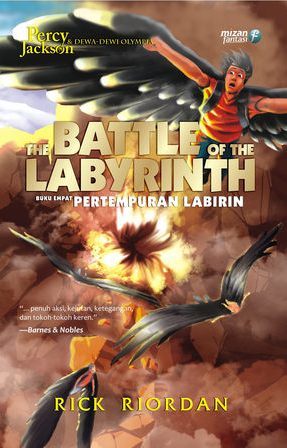 Percy
Jackson
& DEWA-DEWI OLYMPIA
mizan
fantasi
THE BATTLE OF THE
LABYRINTH
BUKU EMPAT PERTEMPURAN LABIRIN
"... penuh aksi, kejutan, ketegangan,
dan tokoh-tokoh keren."
—Barnes & Nobles
RICK RIORDAN